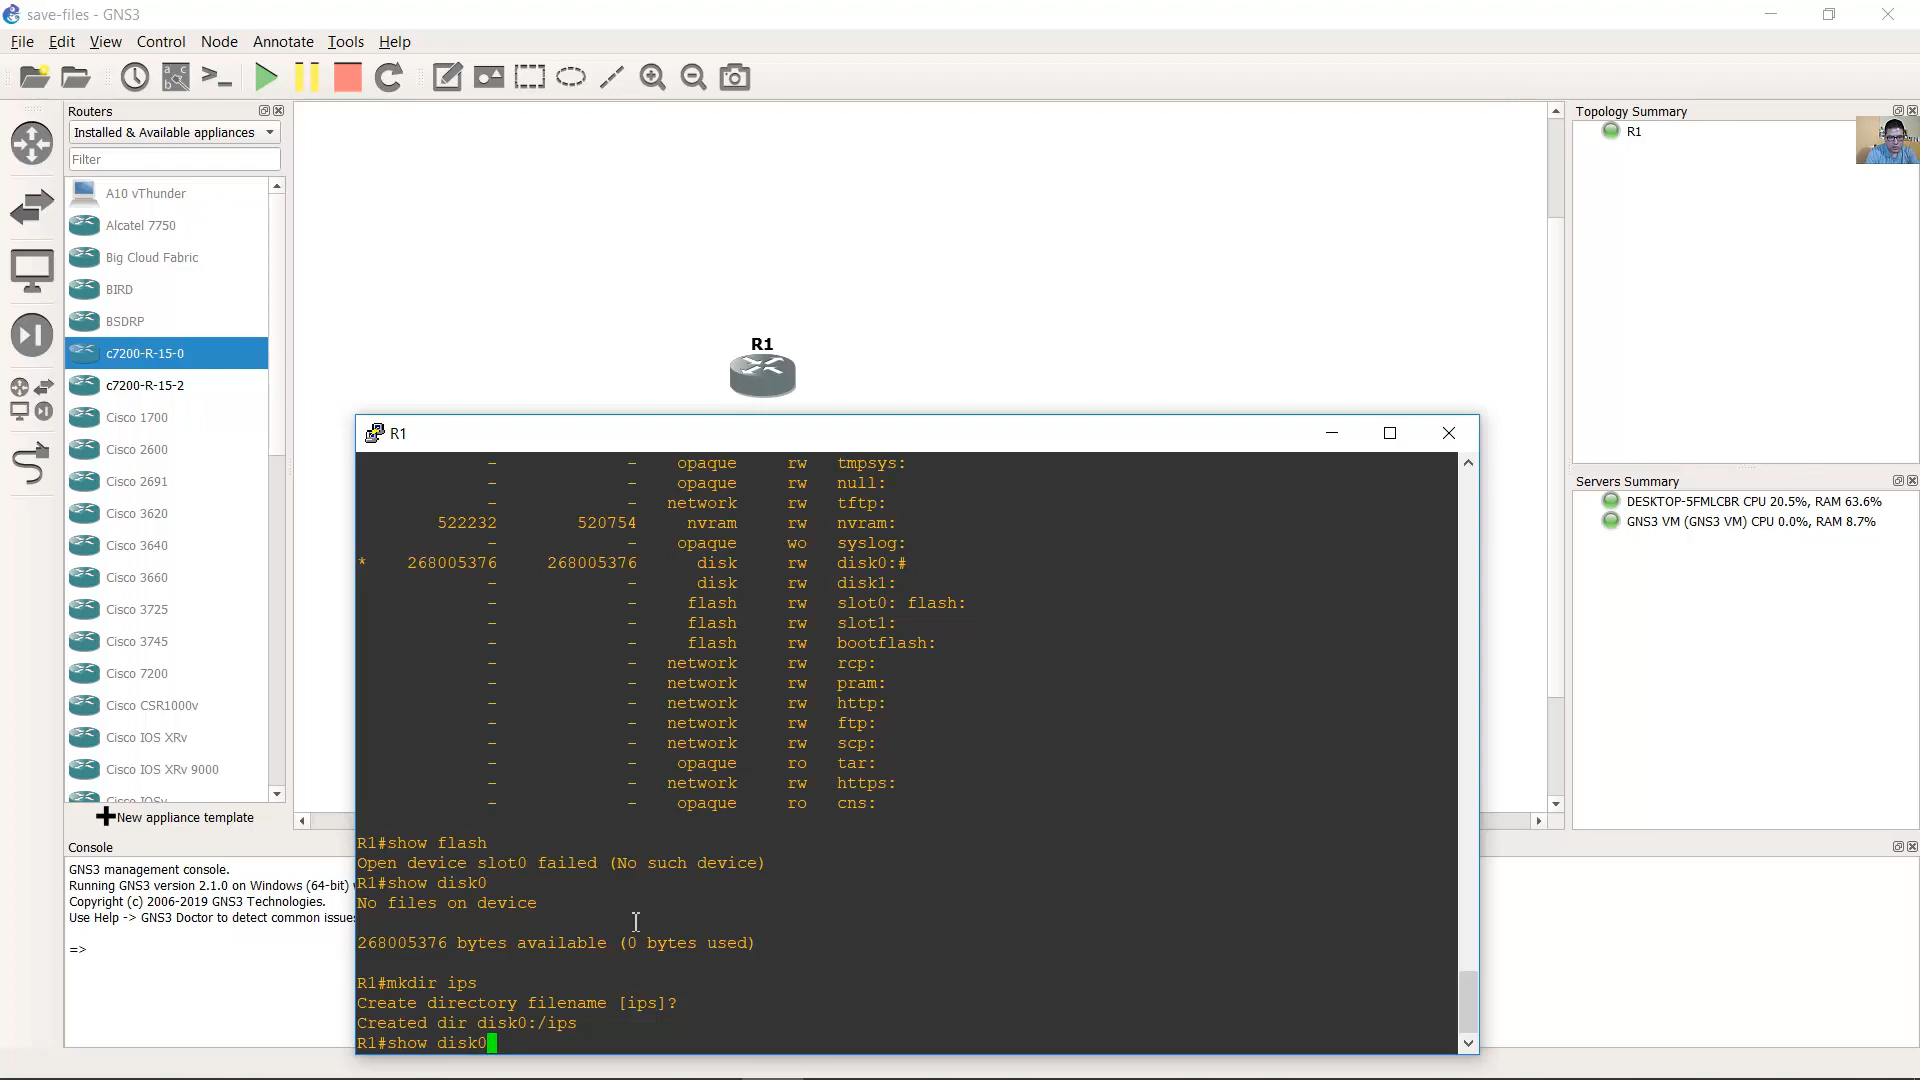 save-files - GNS3
File Edit View Control Node Annotate Tools Help
Routers
Installed & Available appliances
Filter
A10 vThunder
Alcatel 7750
Big Cloud Fabric
BIRD
BSDRP
c7200-R-15-0
c7200-R-15-2
Cisco 1700
Cisco 2600
Cisco 2691
Cisco 3620
Cisco 3640
Cisco 3660
Cisco 3725
Cisco 3745
Cisco 7200
Cisco CSR1000v
Cisco IOS XRv
Cisco IOS XRv 9000
Cisco IOSv
New appliance template
R1
Topology Summary
R1
Servers Summary
DESKTOP-5FMLCBR CPU 20.5%, RAM 63.6%
GNS3 VM (GNS3 VM) CPU 0.0%, RAM 8.7%
Console
GNS3 management console.
Running GNS3 version 2.1.0 on Windows (64-bit)
Copyright (c) 2006-2019 GNS3 Technologies.
Use Help -> GNS3 Doctor to detect common issues
=>
R1
- - opaque rw tmpsys:
- - opaque rw null:
- - network rw tftp:
522232 520754 nvram rw nvram:
- - opaque wo syslog:
* 268005376 268005376 disk rw disk0:#
- - disk rw disk1:
- - flash rw slot0: flash:
- - flash rw slot1:
- - flash rw bootflash:
- - network rw rcp:
- - network rw pram:
- - network rw http:
- - network rw ftp:
- - network rw scp:
- - opaque ro tar:
- - network rw https:
- - opaque ro cns:
R1#show flash
Open device slot0 failed (No such device)
R1#show disk0
No files on device
268005376 bytes available (0 bytes used)
R1#mkdir ips
Create directory filename [ips]?
Created dir disk0:/ips
R1#show disk0